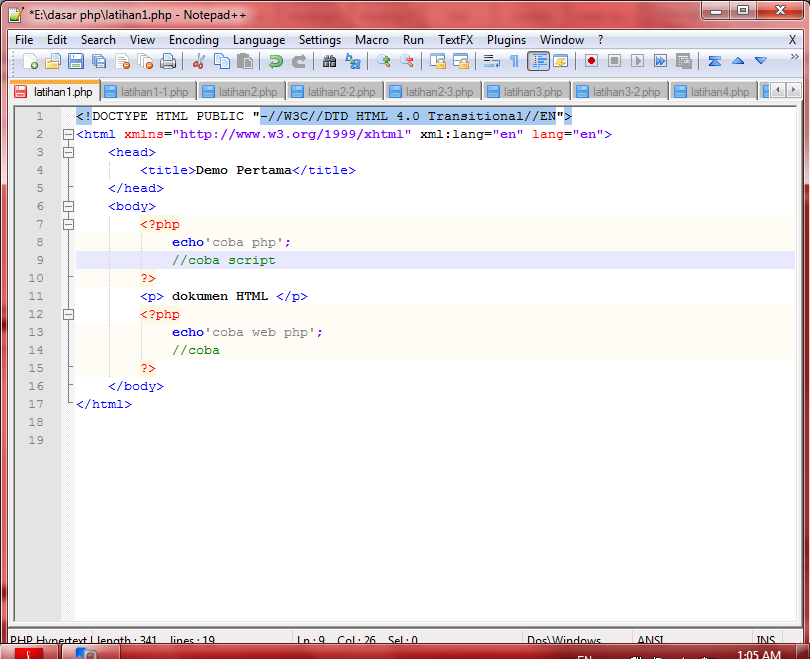 *E:\dasar php\latihan1.php - Notepad++
File Edit Search View Encoding Language Settings Macro Run TextFX Plugins Window ? X
latihan1.php latihan1-1.php latihan2.php latihan2-2.php latihan2-3.php latihan3.php latihan3-2.php latihan4.php
1 <!DOCTYPE HTML PUBLIC "-//W3C//DTD HTML 4.0 Transitional//EN">
2 <html xmlns="http://www.w3.org/1999/xhtml" xml:lang="en" lang="en">
3 <head>
4 <title>Demo Pertama</title>
5 </head>
6 <body>
7 <?php
8 echo'coba php';
9 //coba script
10 ?>
11 <p> dokumen HTML </p>
12 <?php
13 echo'coba web php';
14 //coba
15 ?>
16 </body>
17 </html>
18
19
PHP Hypertext length : 341 lines : 19 Ln : 9 Col : 26 Sel : 0 Dos\Windows ANSI INS
EN 1:05 AM